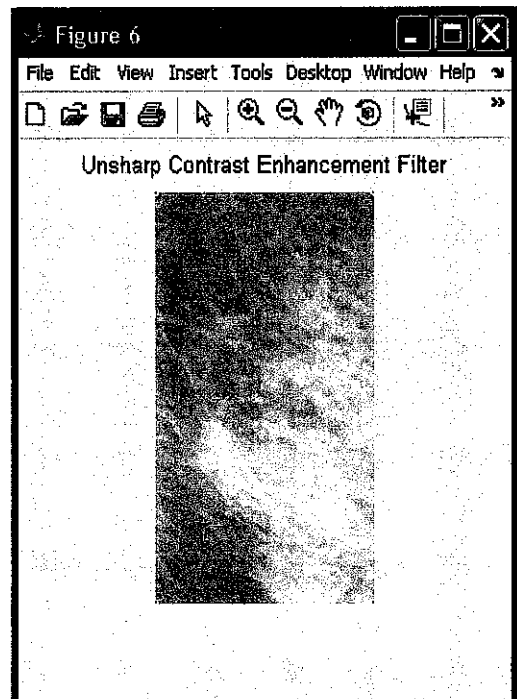 Figure 6
File Edit View Insert Tools Desktop Window Help
Unsharp Contrast Enhancement Filter